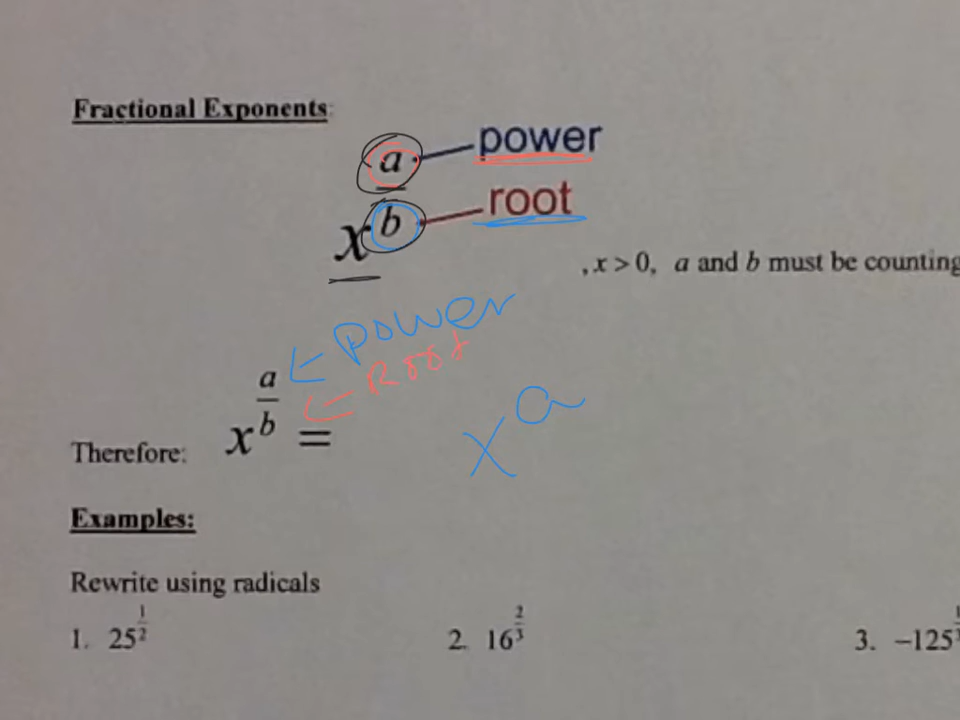 Fractional Exponents:
a power
b root
x
, x > 0, a and b must be counting
power
Root
a
Therefore: x b =
x^a
Examples:
Rewrite using radicals
1. 25^1/2 2. 16^2/3 3. −125